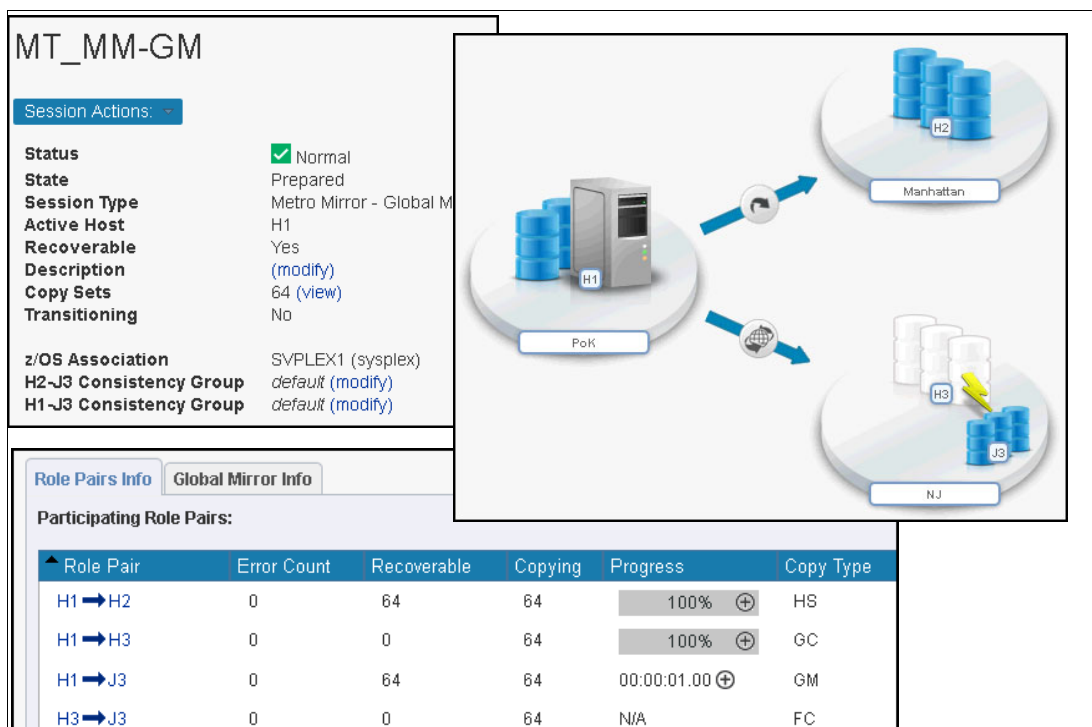 MT_MM-GM
Session Actions:
Status Normal
State Prepared
Session Type Metro Mirror - Global M
Active Host H1
Recoverable Yes
Description (modify)
Copy Sets 64 (view)
Transitioning No
z/OS Association SVPLEX1 (sysplex)
H2-J3 Consistency Group default (modify)
H1-J3 Consistency Group default (modify)
H2
Manhattan
H1
PoK
H3
J3
NJ
Role Pairs Info Global Mirror Info
Participating Role Pairs:
Role Pair Error Count Recoverable Copying Progress Copy Type
H1 H2 0 64 64 100% HS
H1 H3 0 0 64 100% GC
H1 J3 0 64 64 00:00:01.00 GM
H3 J3 0 0 64 N/A FC